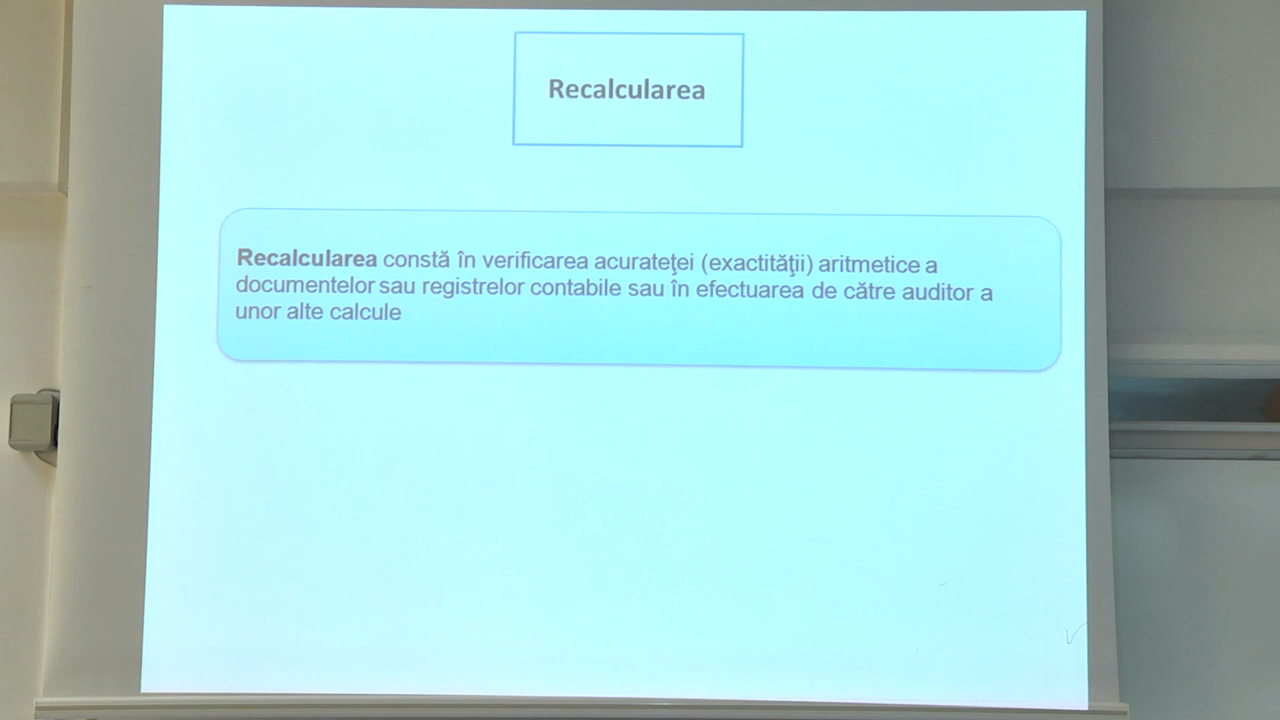 Recalcularea
Recalcularea constă în verificarea acurateţei (exactităţii) aritmetice a
documentelor sau registrelor contabile sau în efectuarea de către auditor a
unor alte calcule